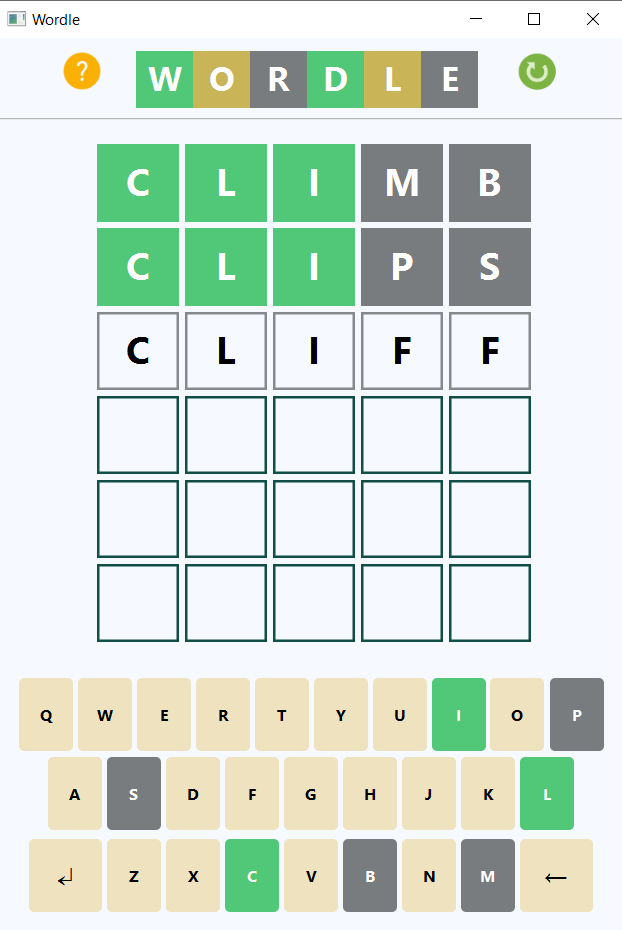 Wordle
? WORDLE
CLIMB
CLIPS
CLIFF
Q W E R T Y U I O P
A S D F G H J K L
↲ Z X C V B N M ←